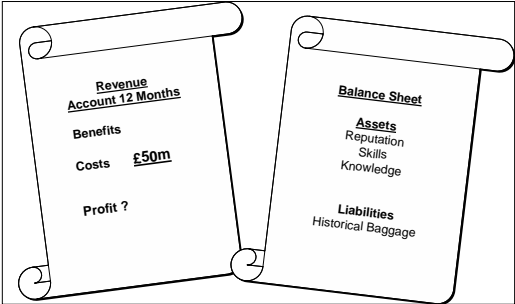 Revenue
Account 12 Months
Benefits
Costs £50m
Profit ?
Balance Sheet
Assets
Reputation
Skills
Knowledge
Liabilities
Historical Baggage